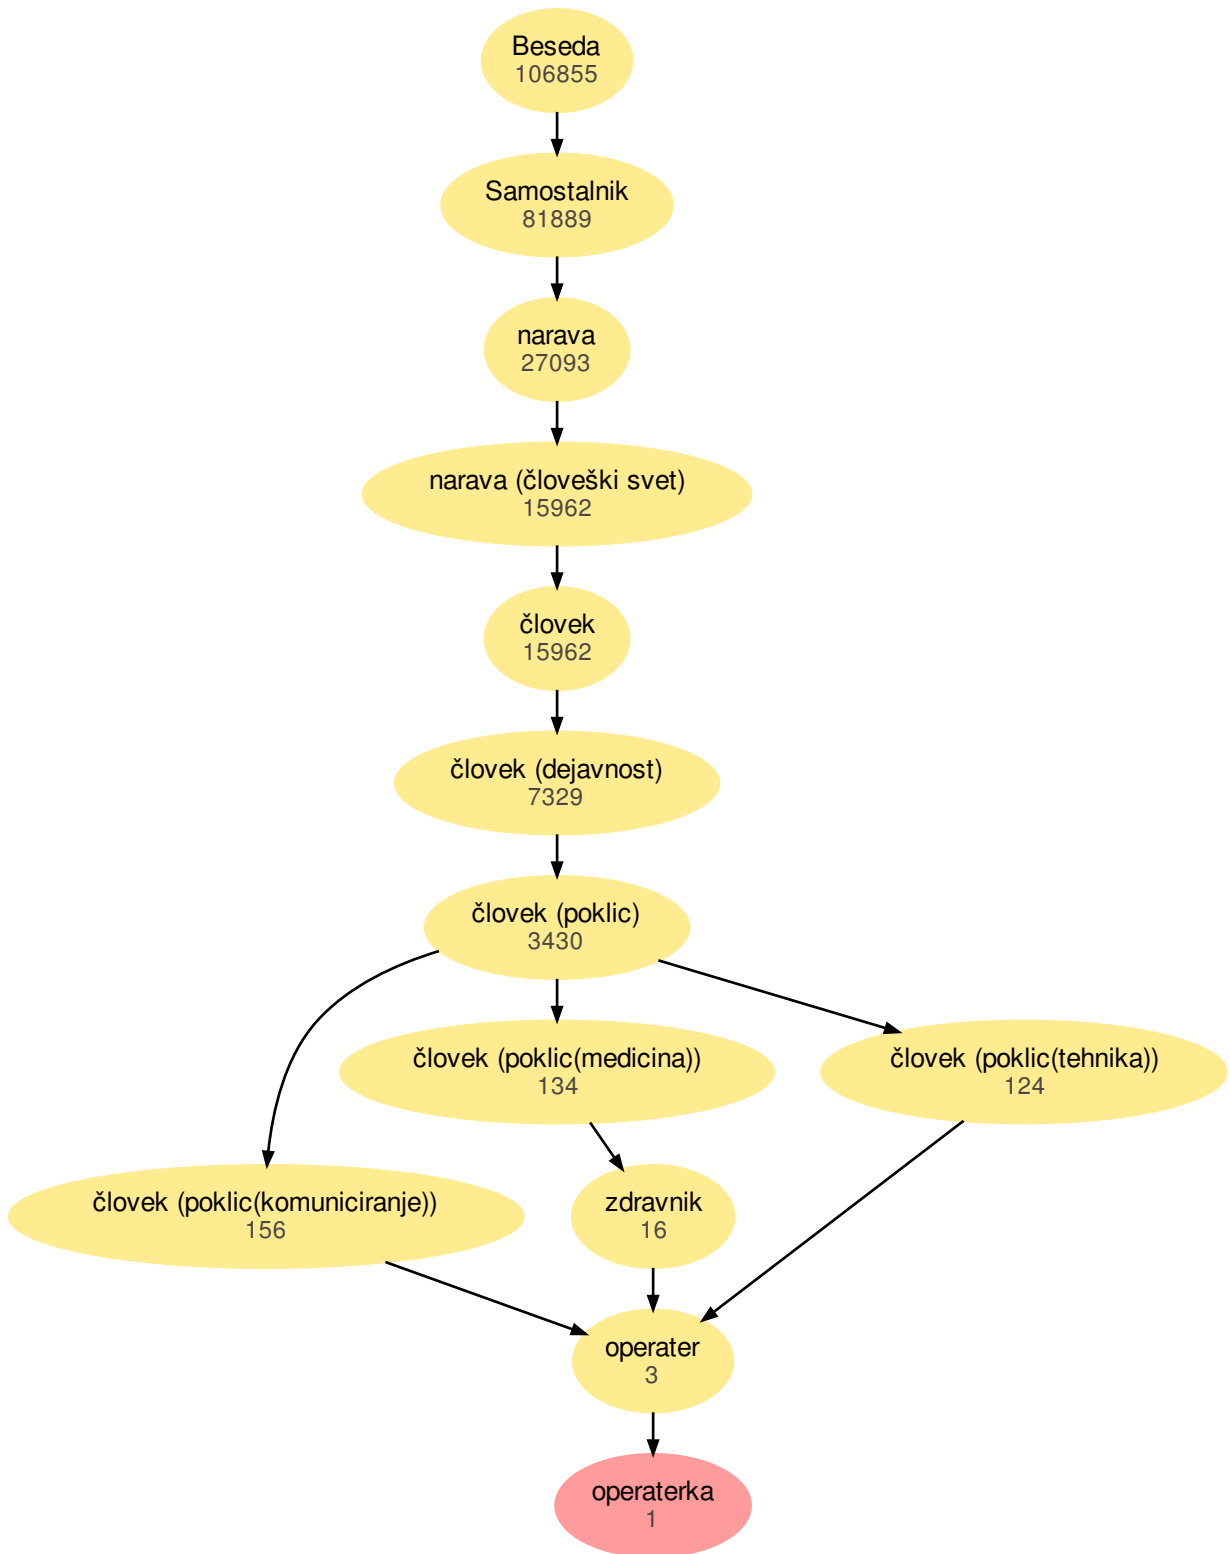 Beseda
106855
Samostalnik
81889
narava
27093
narava (človeški svet)
15962
človek
15962
človek (dejavnost)
7329
človek (poklic)
3430
človek (poklic(medicina))
134
človek (poklic(tehnika))
124
človek (poklic(komuniciranje))
156
zdravnik
16
operater
3
operaterka
1